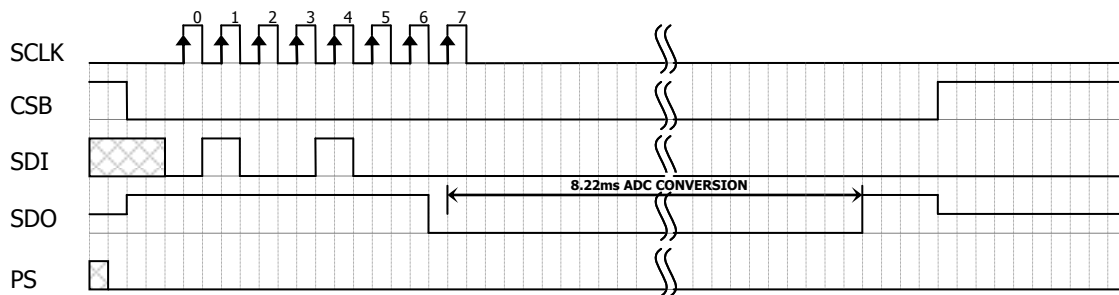 0 1 2 3 4 5 6 7
SCLK
CSB
SDI
8.22ms ADC CONVERSION
SDO
PS